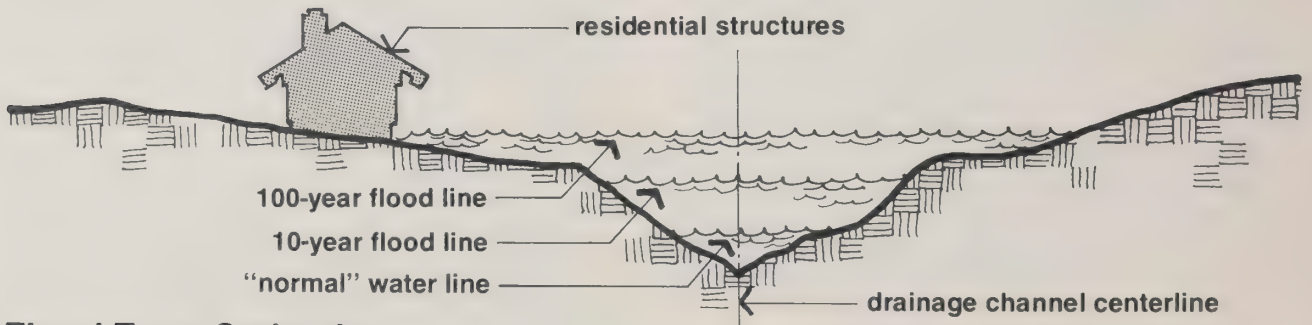 residential structures
100-year flood line
10-year flood line
"normal" water line
drainage channel centerline